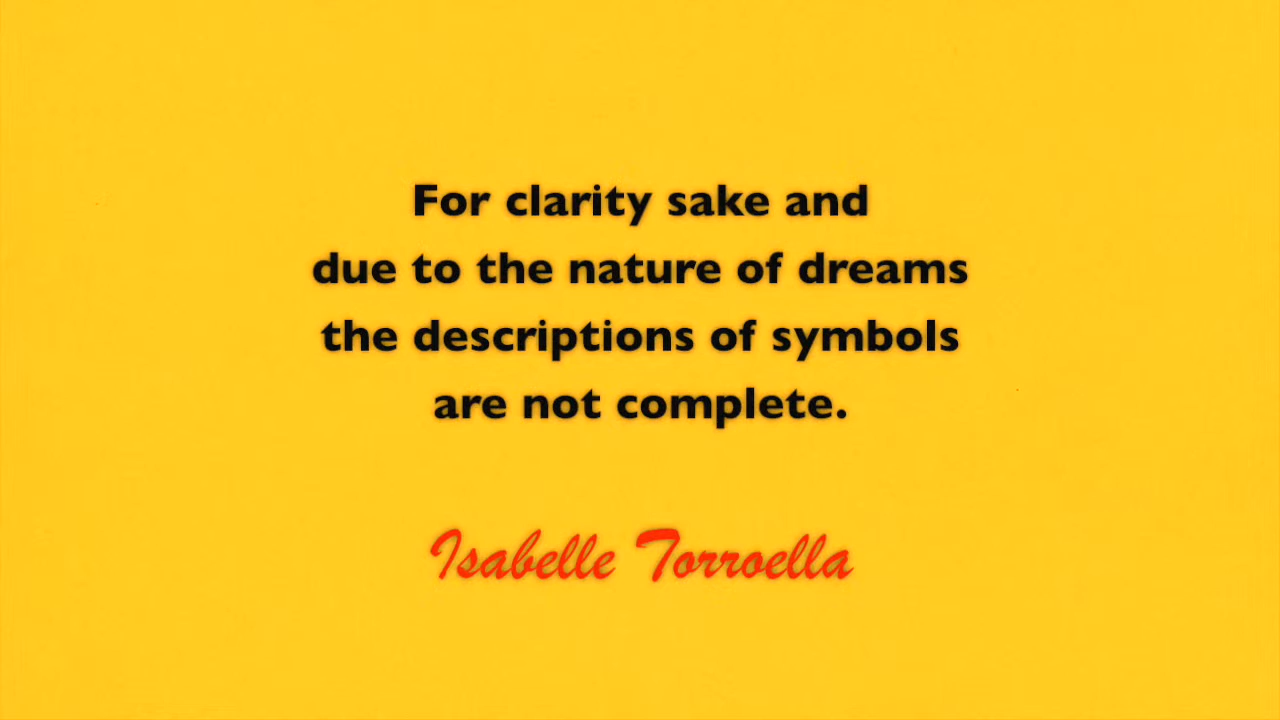 For clarity sake and
due to the nature of dreams
the descriptions of symbols
are not complete.
Isabelle Torroella